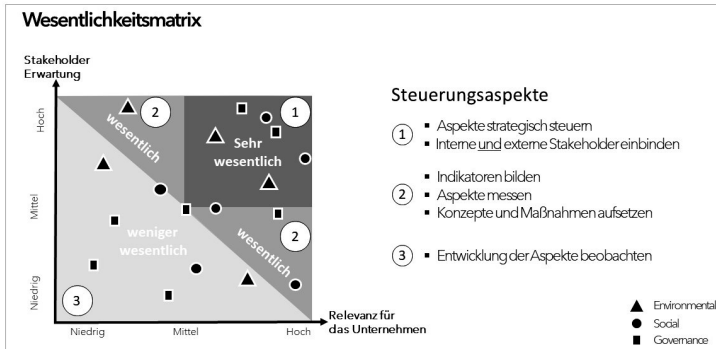 Wesentlichkeitsmatrix
Stakeholder
Erwartung
Hoch
Mittel
Niedrig
2
1
wesentlich
Sehr
wesentlich
weniger
wesentlich
wesentlich
2
3
Niedrig
Mittel
Hoch
Relevanz für
das Unternehmen
Steuerungsaspekte
1
▪ Aspekte strategisch steuern
▪ Interne und externe Stakeholder einbinden
2
▪ Indikatoren bilden
▪ Aspekte messen
▪ Konzepte und Maßnahmen aufsetzen
3
▪ Entwicklung der Aspekte beobachten
Environmental
Social
Governance